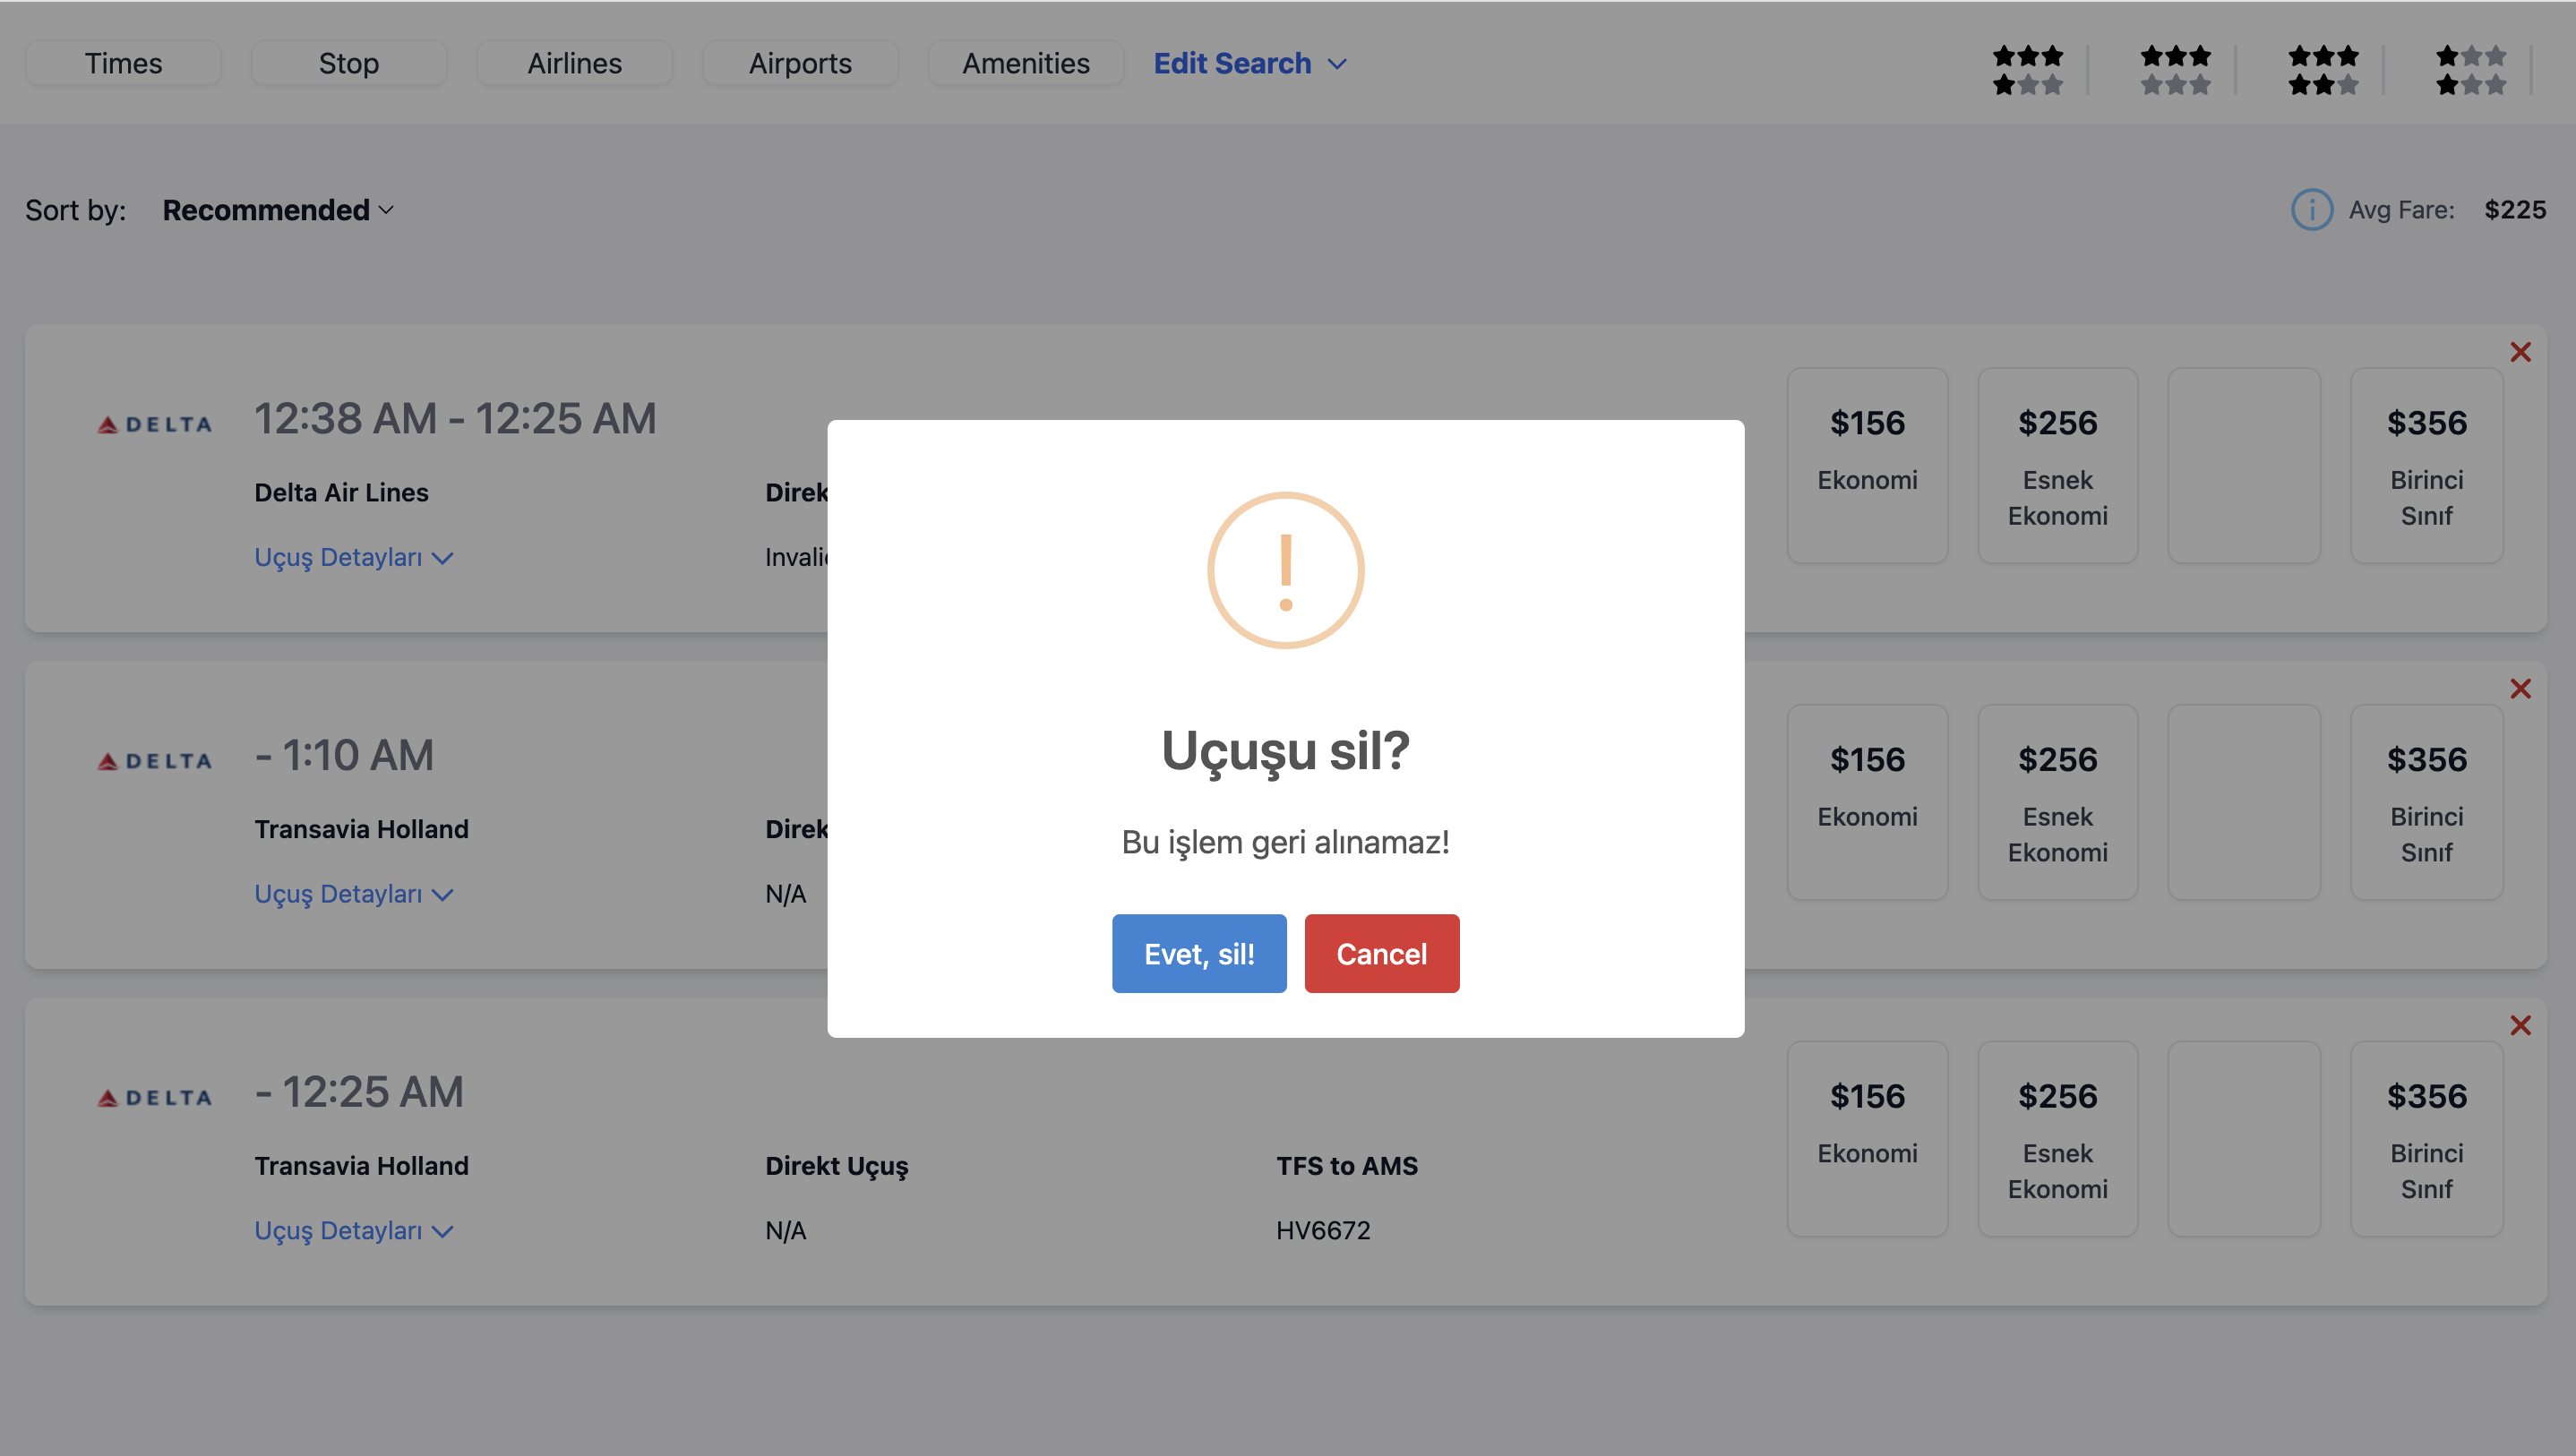 Times Stop Airlines Airports Amenities Edit Search
Sort by: Recommended
Avg Fare: $225
DELTA
12:38 AM - 12:25 AM
Delta Air Lines
Uçuş Detayları
$156
Ekonomi
$256
Esnek
Ekonomi
$356
Birinci
Sınıf
DELTA
- 1:10 AM
Transavia Holland
Uçuş Detayları
N/A
$156
Ekonomi
$256
Esnek
Ekonomi
$356
Birinci
Sınıf
Uçuşu sil?
Bu işlem geri alınamaz!
Evet, sil!
Cancel
DELTA
- 12:25 AM
Transavia Holland
Uçuş Detayları
Direkt Uçuş
N/A
TFS to AMS
HV6672
$156
Ekonomi
$256
Esnek
Ekonomi
$356
Birinci
Sınıf